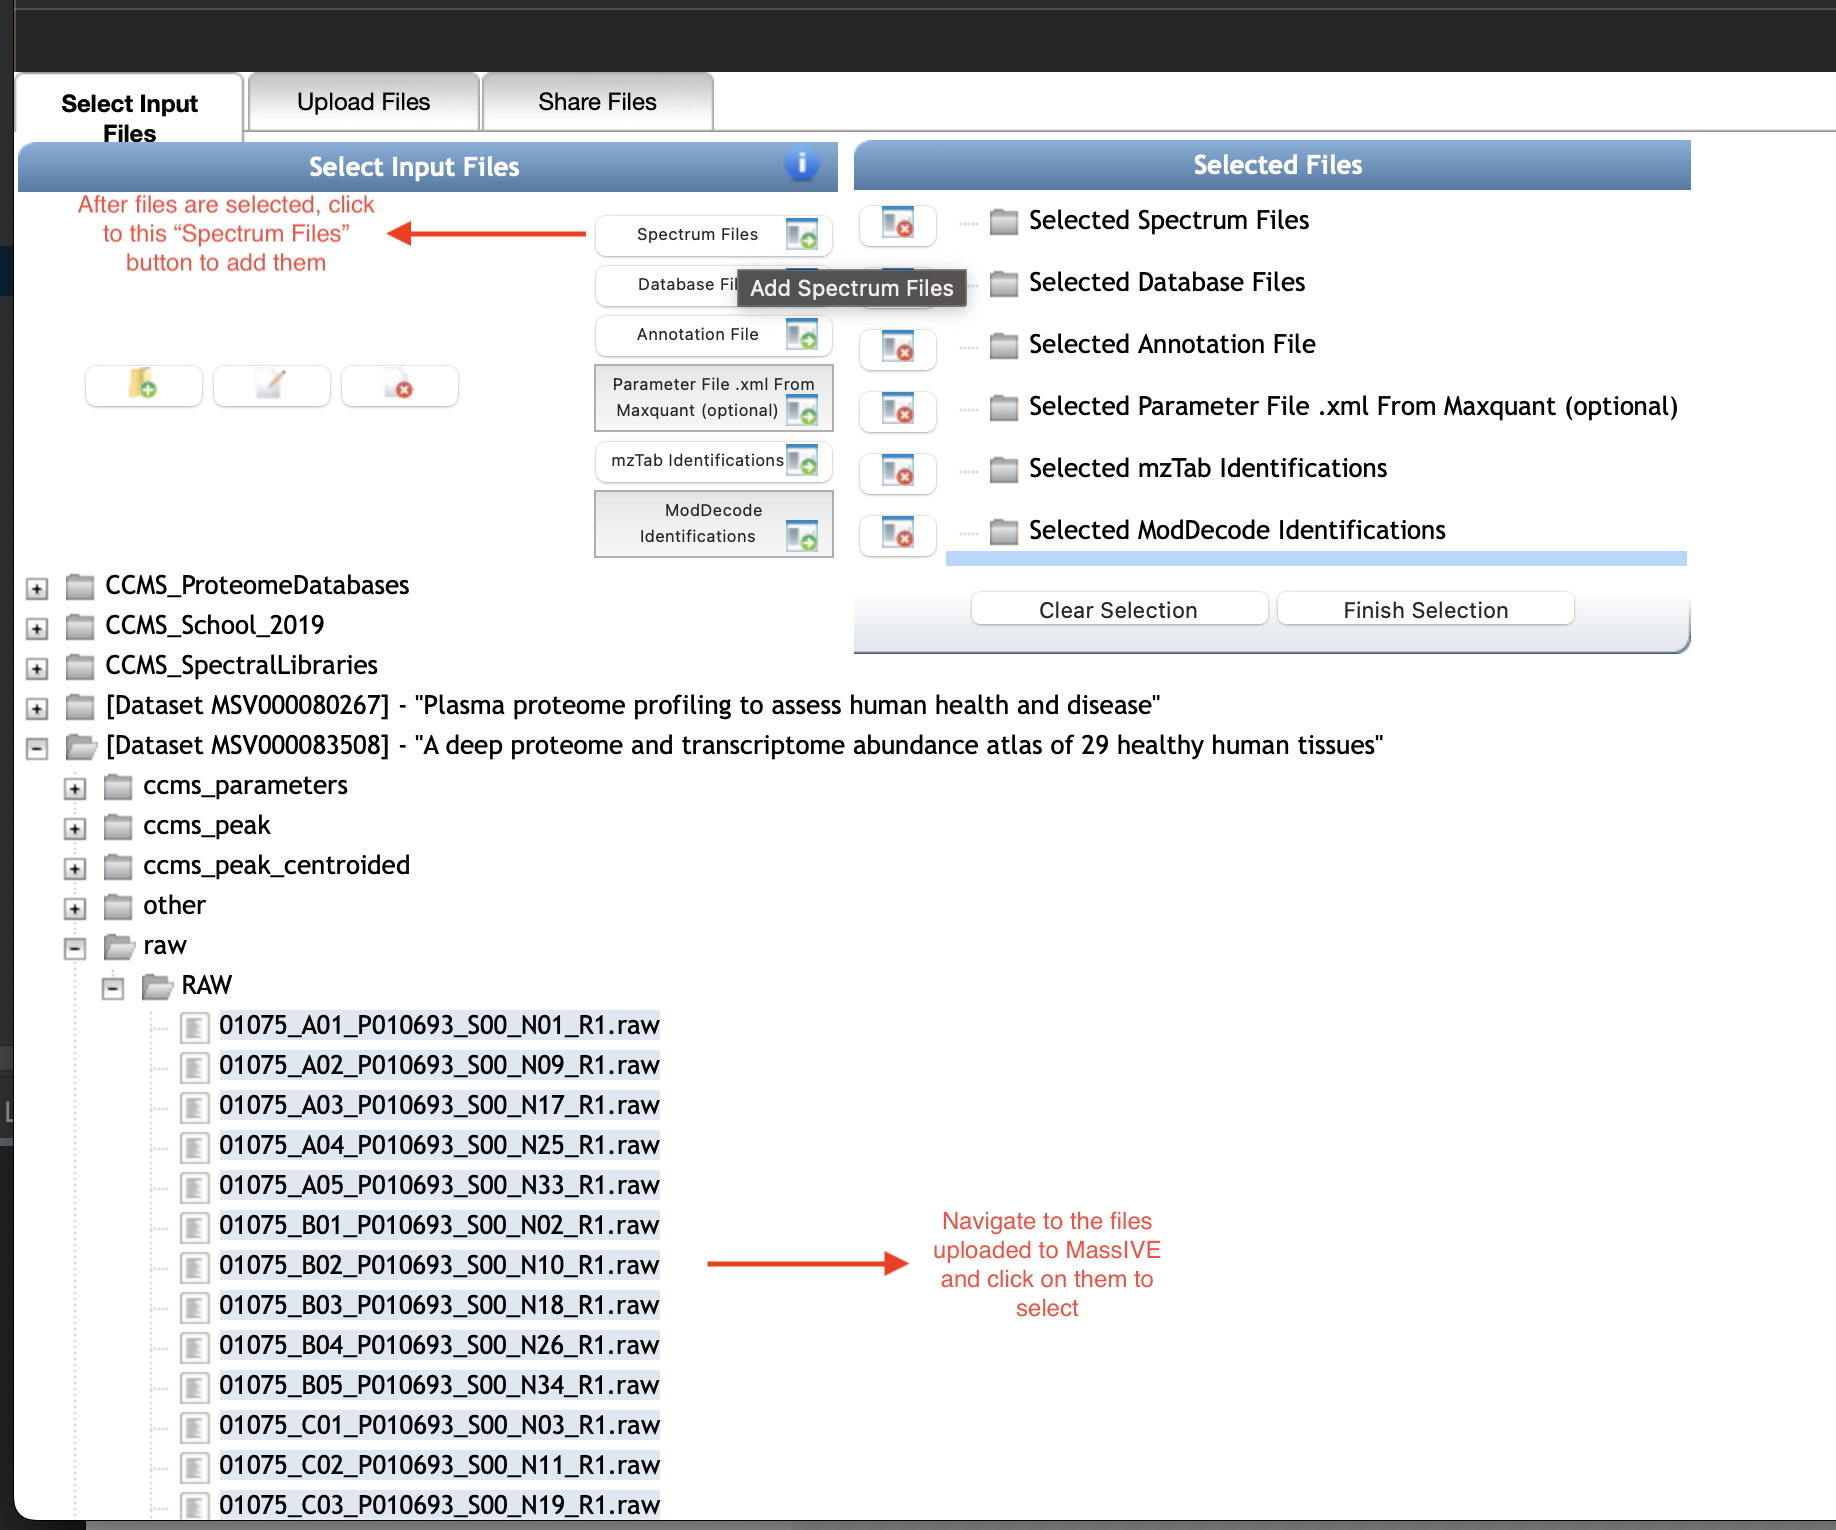 Select Input
Files
Upload Files
Share Files
Select Input Files
i
Selected Files
After files are selected, click
to this “Spectrum Files”
button to add them
Spectrum Files
Database Fil
Add Spectrum Files
Annotation File
Parameter File .xml From
Maxquant (optional)
mzTab Identifications
ModDecode
Identifications
Selected Spectrum Files
Selected Database Files
Selected Annotation File
Selected Parameter File .xml From Maxquant (optional)
Selected mzTab Identifications
Selected ModDecode Identifications
Clear Selection
Finish Selection
CCMS_ProteomeDatabases
CCMS_School_2019
CCMS_SpectralLibraries
[Dataset MSV000080267] - "Plasma proteome profiling to assess human health and disease"
[Dataset MSV000083508] - "A deep proteome and transcriptome abundance atlas of 29 healthy human tissues"
ccms_parameters
ccms_peak
ccms_peak_centroided
other
raw
RAW
01075_A01_P010693_S00_N01_R1.raw
01075_A02_P010693_S00_N09_R1.raw
01075_A03_P010693_S00_N17_R1.raw
01075_A04_P010693_S00_N25_R1.raw
01075_A05_P010693_S00_N33_R1.raw
01075_B01_P010693_S00_N02_R1.raw
01075_B02_P010693_S00_N10_R1.raw
01075_B03_P010693_S00_N18_R1.raw
01075_B04_P010693_S00_N26_R1.raw
01075_B05_P010693_S00_N34_R1.raw
01075_C01_P010693_S00_N03_R1.raw
01075_C02_P010693_S00_N11_R1.raw
01075_C03_P010693_S00_N19_R1.raw
Navigate to the files
uploaded to MassIVE
and click on them to
select